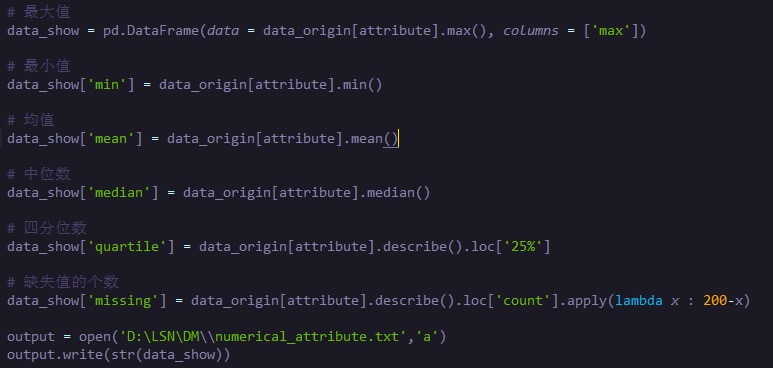 # 最大值
data_show = pd.DataFrame(data = data_origin[attribute].max(), columns = ['max'])
# 最小值
data_show['min'] = data_origin[attribute].min()
# 均值
data_show['mean'] = data_origin[attribute].mean()
# 中位数
data_show['median'] = data_origin[attribute].median()
# 四分位数
data_show['quartile'] = data_origin[attribute].describe().loc['25%']
# 缺失值的个数
data_show['missing'] = data_origin[attribute].describe().loc['count'].apply(lambda x : 200-x)
output = open('D:\LSN\DM\\numerical_attribute.txt','a')
output.write(str(data_show))